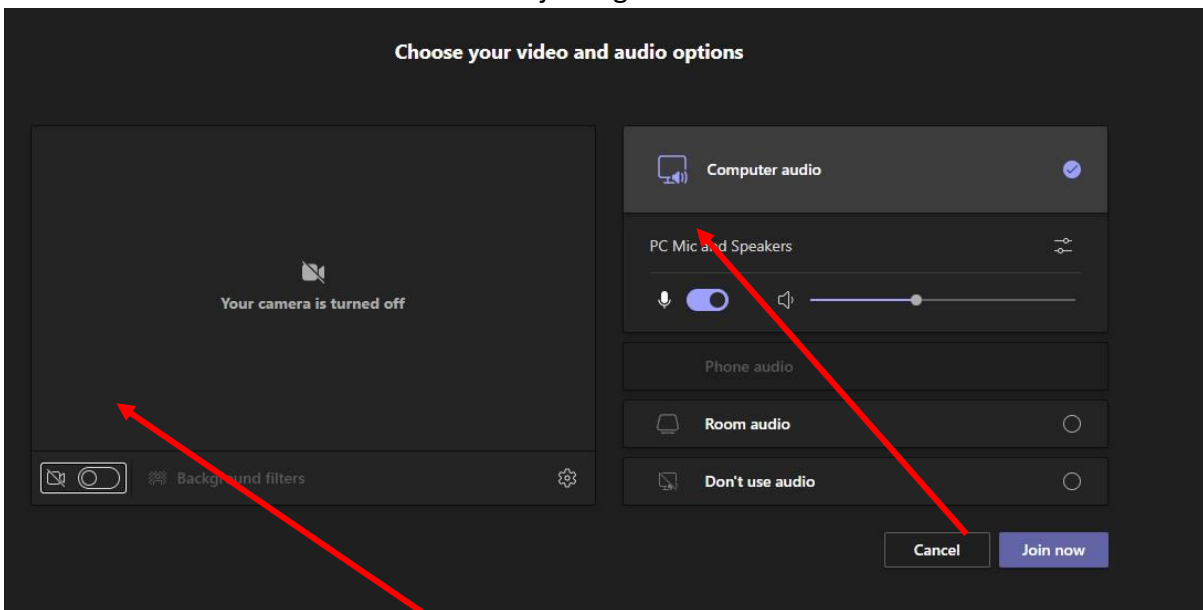 Choose your video and audio options
Your camera is turned off
Background filters
Computer audio
PC Mic and Speakers
Phone audio
Room audio
Don't use audio
Cancel
Join now